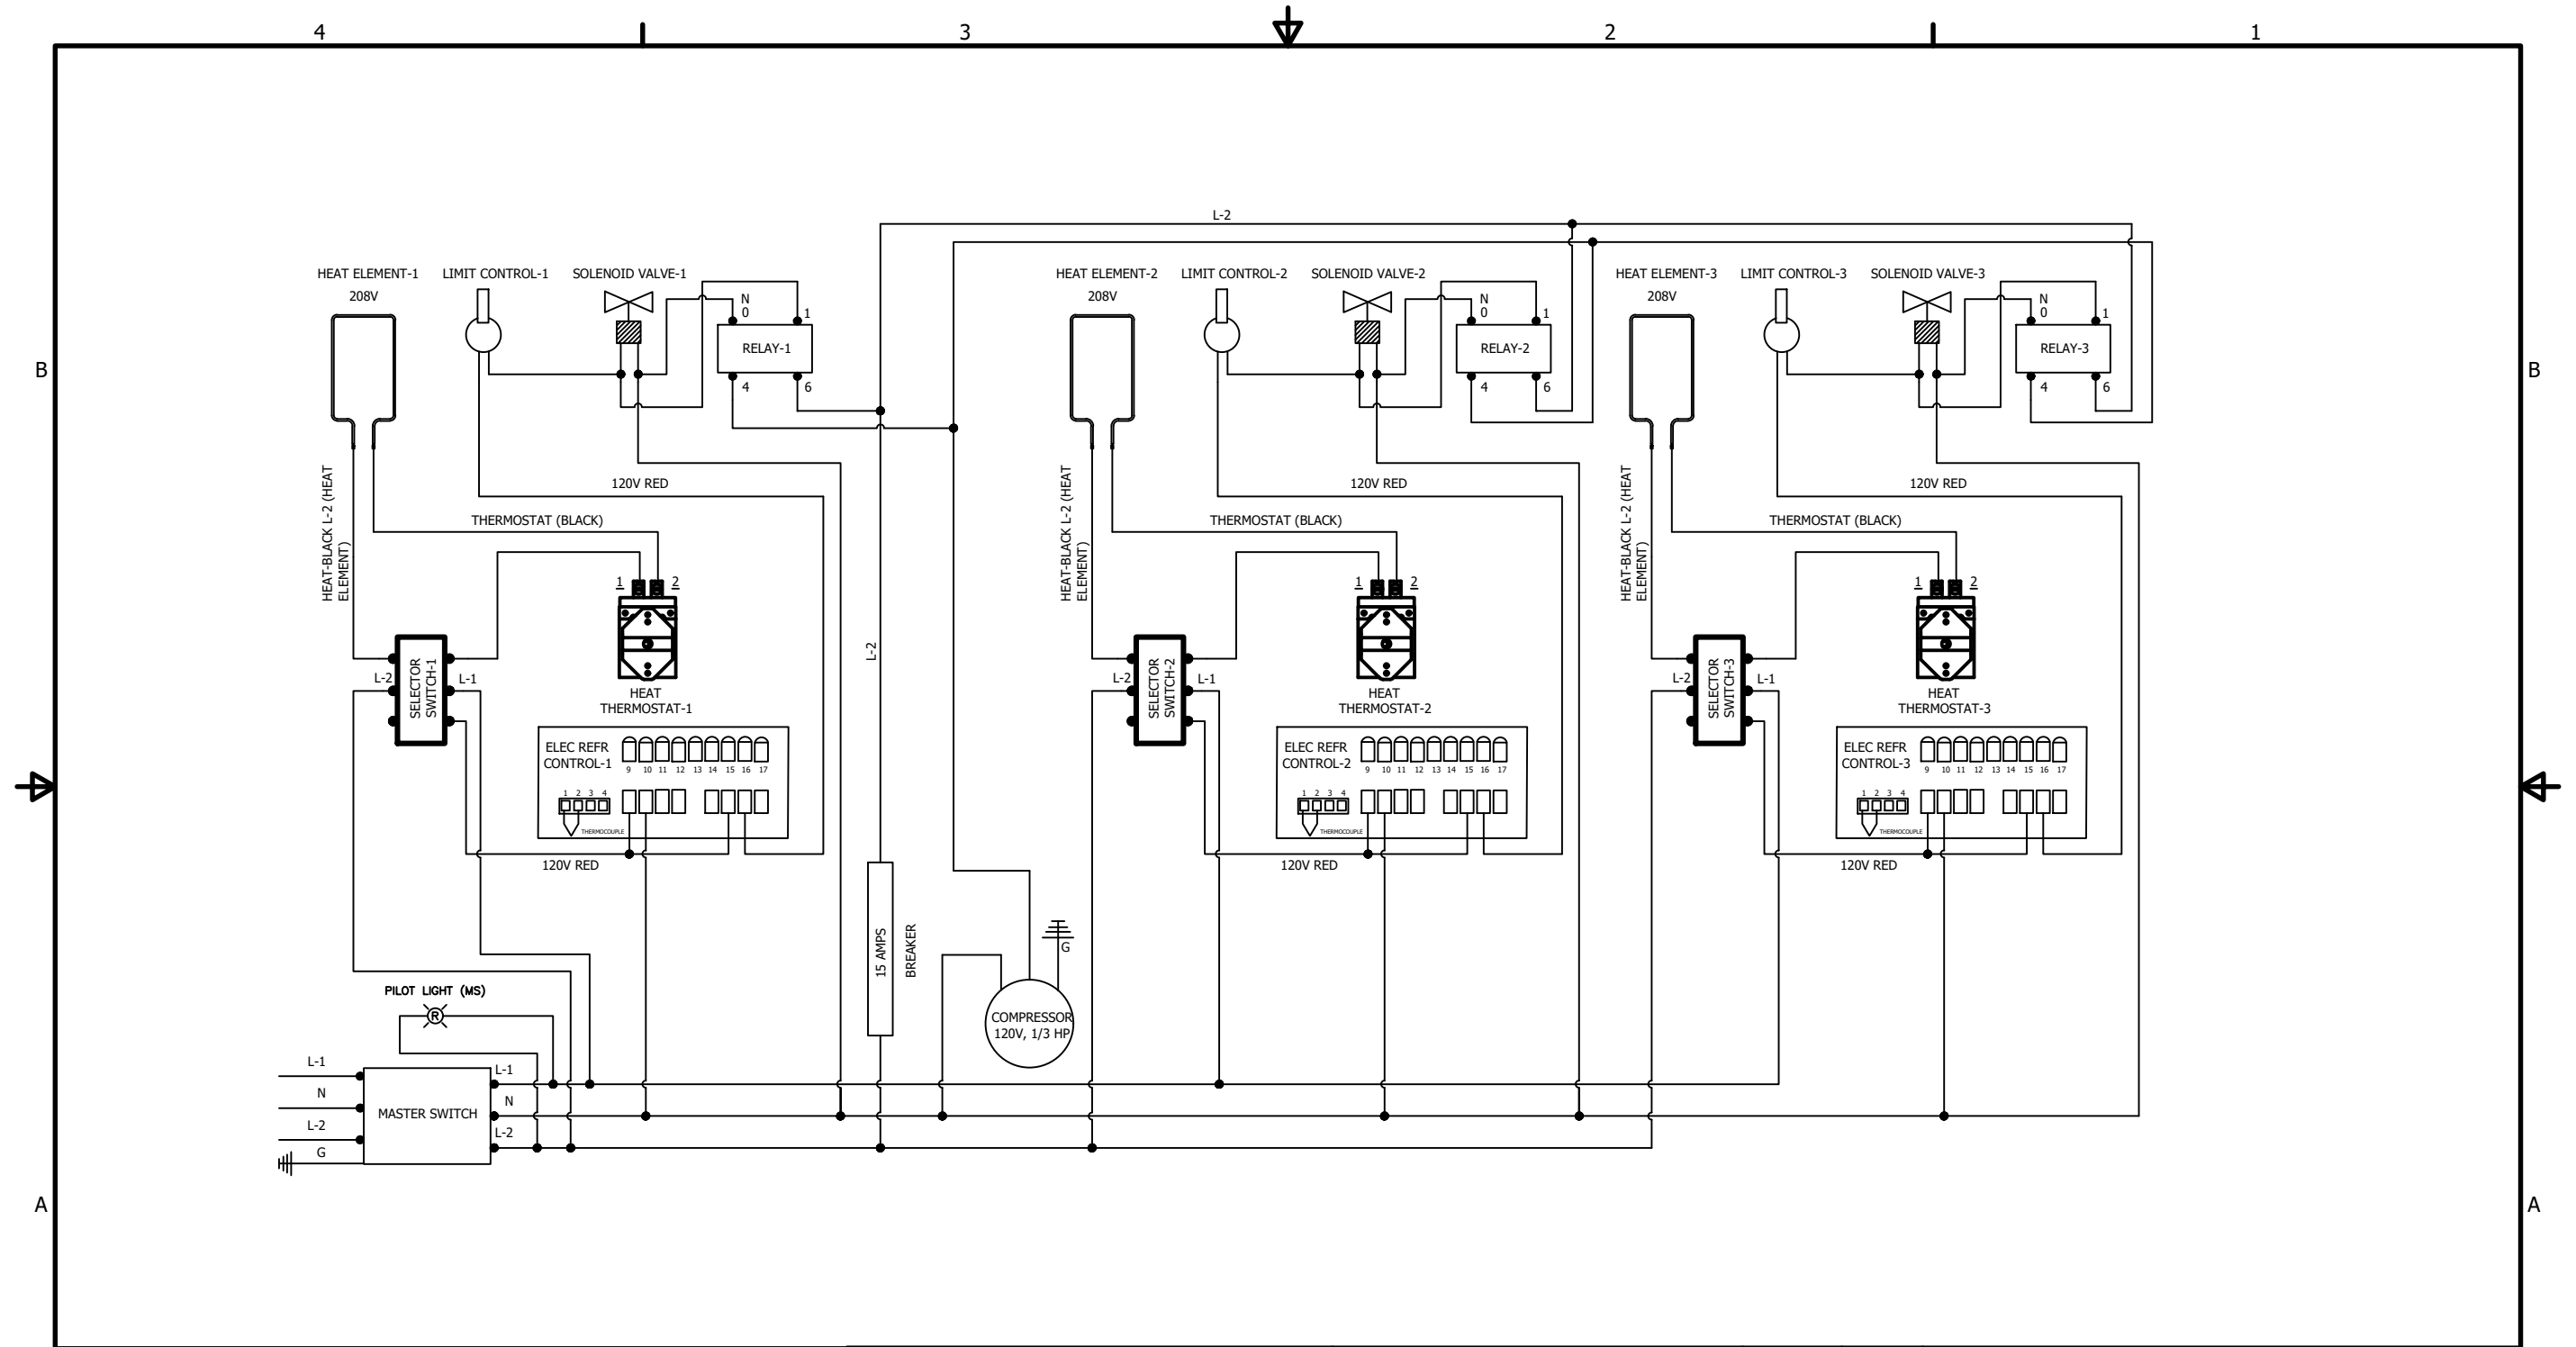 4 3 2 1
L-2
HEAT ELEMENT-1 LIMIT CONTROL-1 SOLENOID VALVE-1 HEAT ELEMENT-2 LIMIT CONTROL-2 SOLENOID VALVE-2 HEAT ELEMENT-3 LIMIT CONTROL-3 SOLENOID VALVE-3
208V 208V 208V
N N N
0 1 0 1 0 1
RELAY-1 RELAY-2 RELAY-3
B B
4 6 4 6 4 6
120V RED 120V RED 120V RED
THERMOSTAT (BLACK) THERMOSTAT (BLACK) THERMOSTAT (BLACK)
HEAT-BLACK L-2 (HEAT
ELEMENT)
HEAT-BLACK L-2 (HEAT
ELEMENT)
HEAT-BLACK L-2 (HEAT
ELEMENT)
1 2 1 2 1 2
L-2
SELECTOR
SWITCH-1
SELECTOR
SWITCH-2
SELECTOR
SWITCH-3
L-2 L-1 L-2 L-1 L-2 L-1
HEAT
THERMOSTAT-1
HEAT
THERMOSTAT-2
HEAT
THERMOSTAT-3
ELEC REFR
CONTROL-1
9 10 11 12 13 14 15 16 17
1 2 3 4
THERMOCOUPLE
ELEC REFR
CONTROL-2
9 10 11 12 13 14 15 16 17
1 2 3 4
THERMOCOUPLE
ELEC REFR
CONTROL-3
9 10 11 12 13 14 15 16 17
1 2 3 4
THERMOCOUPLE
120V RED 120V RED 120V RED
15 AMPS
BREAKER
G
COMPRESSOR
120V, 1/3 HP
PILOT LIGHT (MS)
R
L-1 L-1
N N
MASTER SWITCH
L-2 L-2
G
A A